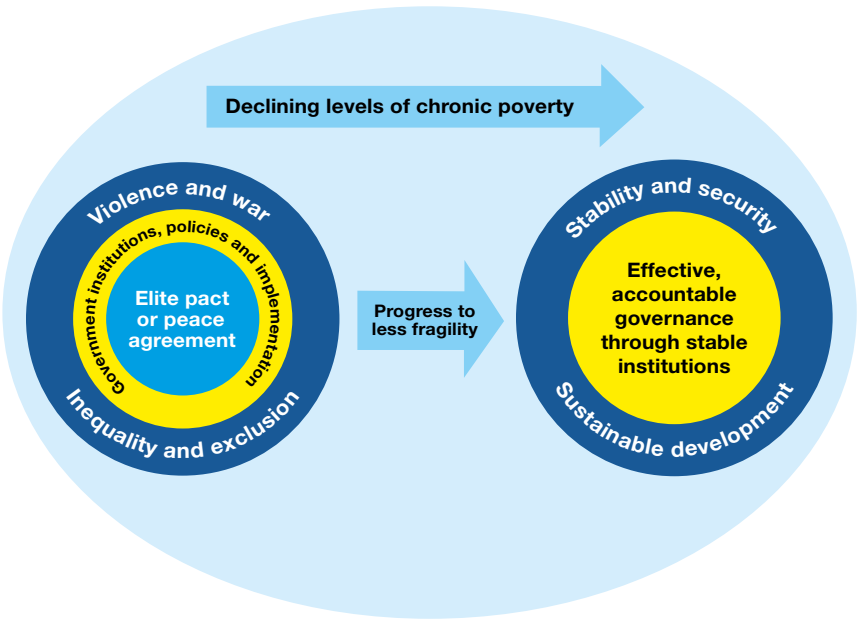 Declining levels of chronic poverty
Violence and war
Government institutions, policies and implementation
Elite pact
or peace
agreement
Inequality and exclusion
Progress to
less fragility
Stability and security
Effective,
accountable
governance
through stable
institutions
Sustainable development